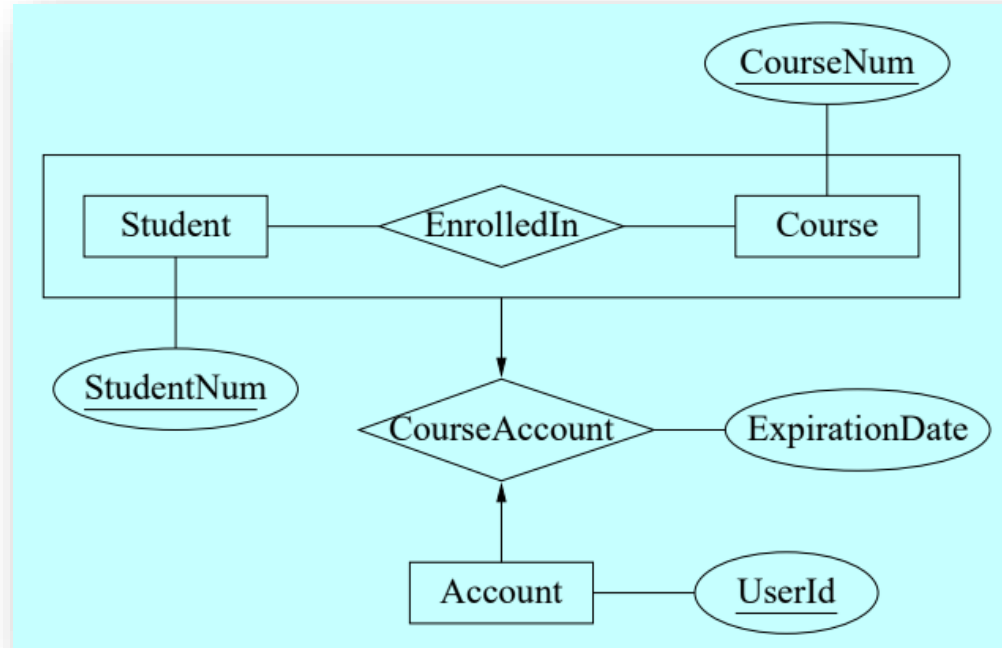 CourseNum
Student
EnrolledIn
Course
StudentNum
CourseAccount
ExpirationDate
Account
UserId